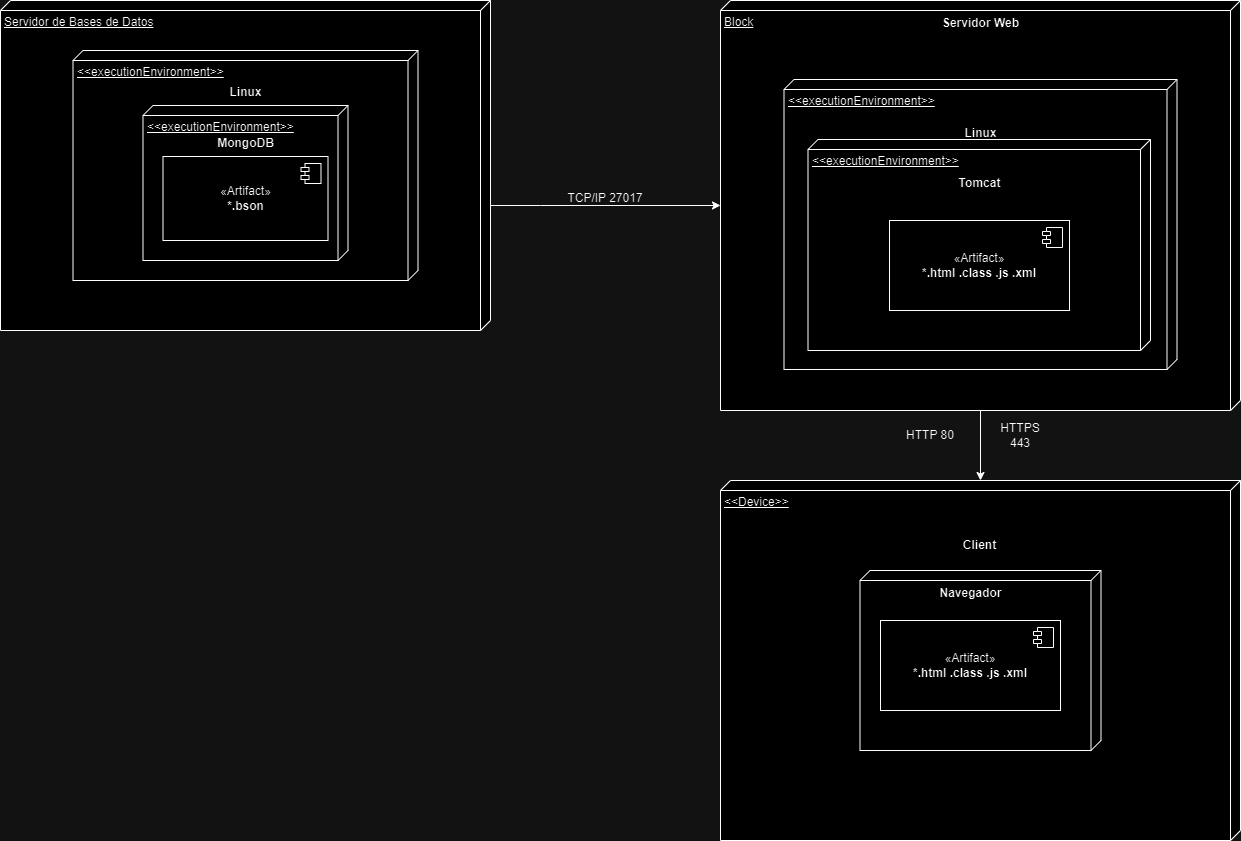 Servidor de Bases de Datos
<<executionEnvironment>>
Linux
<<executionEnvironment>>
MongoDB
«Artifact»
*.bson
TCP/IP 27017
Block
Servidor Web
<<executionEnvironment>>
Linux
<<executionEnvironment>>
Tomcat
«Artifact»
*.html .class .js .xml
HTTP 80
HTTPS
443
<<Device>>
Client
Navegador
«Artifact»
*.html .class .js .xml